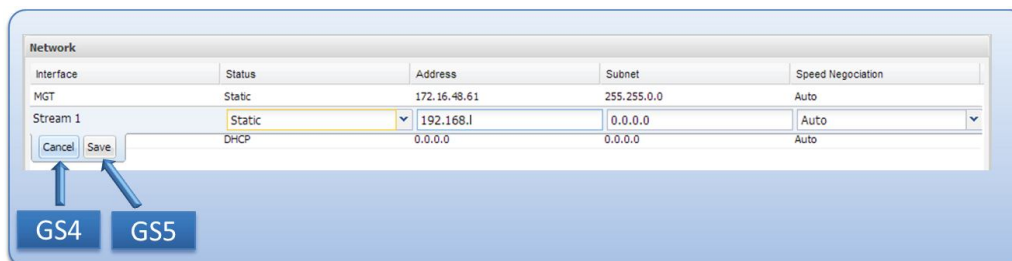 Network
Interface Status Address Subnet Speed Negociation
MGT Static 172.16.48.61 255.255.0.0 Auto
Stream 1 Static 192.168.l 0.0.0.0 Auto
DHCP 0.0.0.0 0.0.0.0 Auto
Cancel Save
GS4 GS5